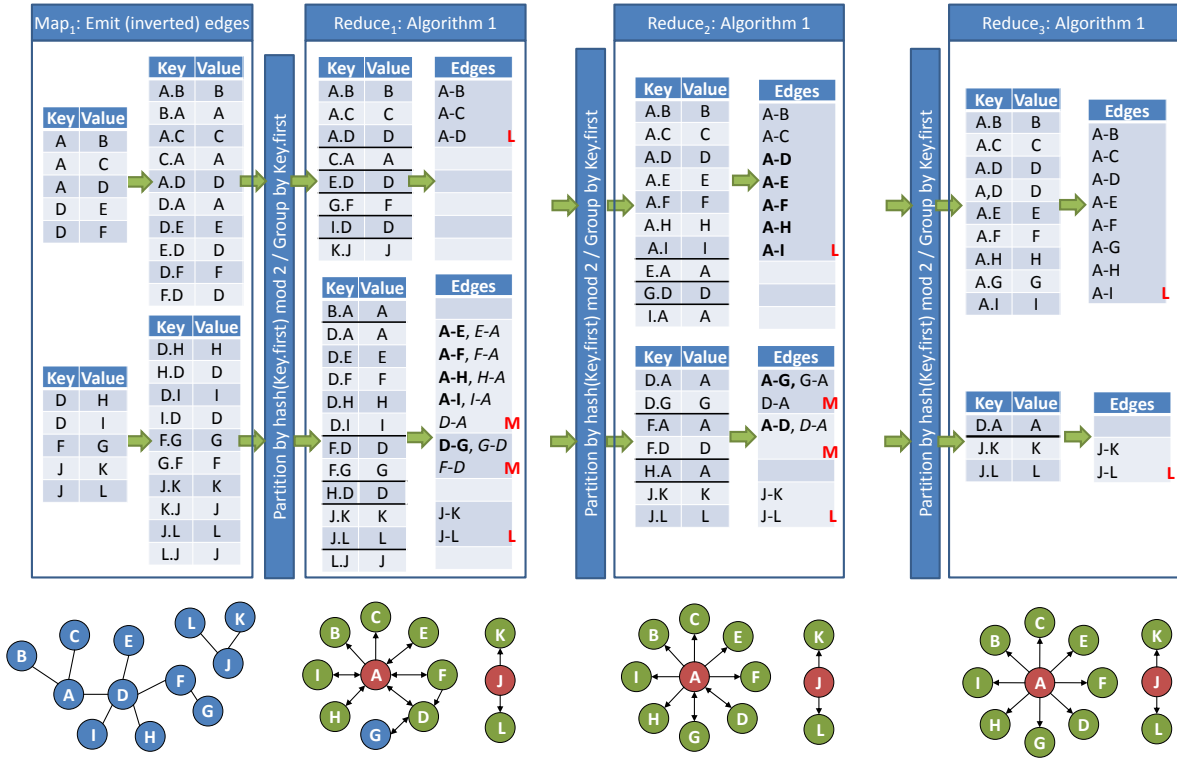 Map1: Emit (inverted) edges
Key Value
A B
A C
A D
D E
D F
Key Value
D H
D I
F G
J K
J L
Key Value
A.B B
B.A A
A.C C
C.A A
A.D D
D.A A
D.E E
E.D D
D.F F
F.D D
Key Value
D.H H
H.D D
D.I I
I.D D
F.G G
G.F F
J.K K
K.J J
J.L L
L.J J
Partition by hash(Key.first) mod 2 / Group by Key.first
Reduce1: Algorithm 1
Key Value
A.B B
A.C C
A.D D
C.A A
E.D D
G.F F
I.D D
K.J J
Edges
A-B
A-C
A-D L
Key Value
B.A A
D.A A
D.E E
D.F F
D.H H
D.I I
F.D D
F.G G
H.D D
J.K K
J.L L
L.J J
Edges
A-E, E-A
A-F, F-A
A-H, H-A
A-I, I-A
D-A M
D-G, G-D
F-D M
J-K
J-L L
Partition by hash(Key.first) mod 2 / Group by Key.first
Reduce2: Algorithm 1
Key Value
A.B B
A.C C
A.D D
A.E E
A.F F
A.H H
A.I I
E.A A
G.D D
I.A A
Edges
A-B
A-C
A-D
A-E
A-F
A-H
A-I L
Key Value
D.A A
D.G G
F.A A
F.D D
H.A A
J.K K
J.L L
Edges
A-G, G-A
D-A M
A-D, D-A
M
J-K
J-L L
Partition by hash(Key.first) mod 2 / Group by Key.first
Reduce3: Algorithm 1
Key Value
A.B B
A.C C
A.D D
A,D D
A.E E
A.F F
A.H H
A.G G
A.I I
Edges
A-B
A-C
A-D
A-E
A-F
A-G
A-H
A-I L
Key Value
D.A A
J.K K
J.L L
Edges
J-K
J-L L
B
C
E
A
D
F
G
I
H
L
K
J
C
B
E
I
A
F
H
D
G
K
J
L
C
B
E
I
A
F
H
D
G
K
J
L
C
B
E
I
A
F
H
D
G
K
J
L